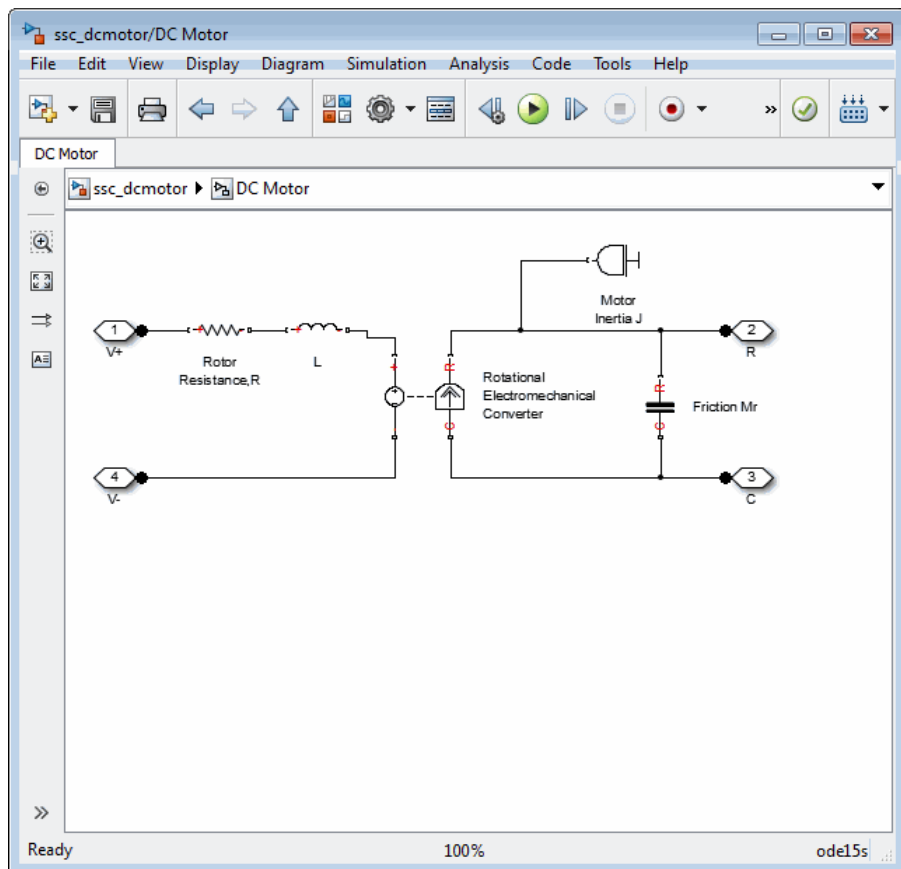 ssc_dcmotor/DC Motor
File Edit View Display Diagram Simulation Analysis Code Tools Help
»
DC Motor
ssc_dcmotor DC Motor
Motor
Inertia J
1
V+
Rotor
Resistance,R
L
+
+
+
R
C
Rotational
Electromechanical
Converter
R
C
Friction Mr
2
R
4
V-
3
C
»
Ready 100% ode15s